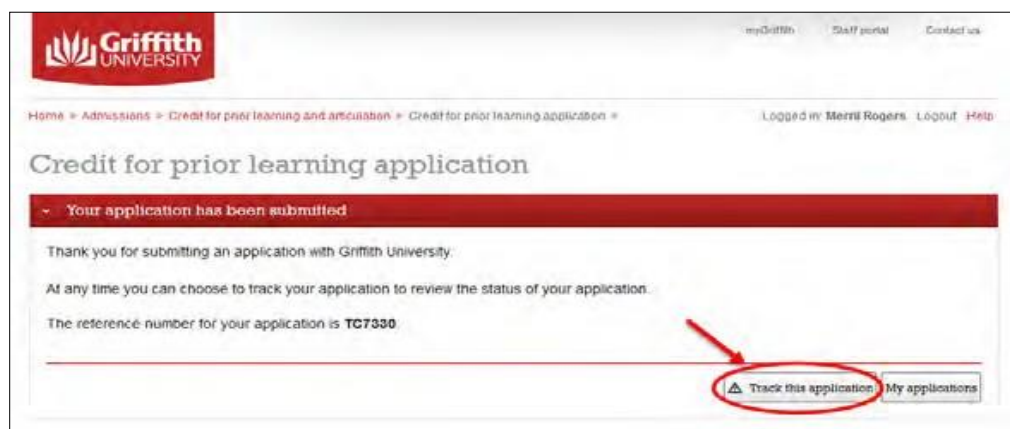 Griffith
UNIVERSITY
myGriffith Staff portal Contact us
Home » Admissions » Credit for prior learning and articulation » Credit for prior learning application »
Logged in: Merril Rogers Logout Help
Credit for prior learning application
Your application has been submitted
Thank you for submitting an application with Griffith University.
At any time you can choose to track your application to review the status of your application.
The reference number for your application is TC7330
Track this application My applications